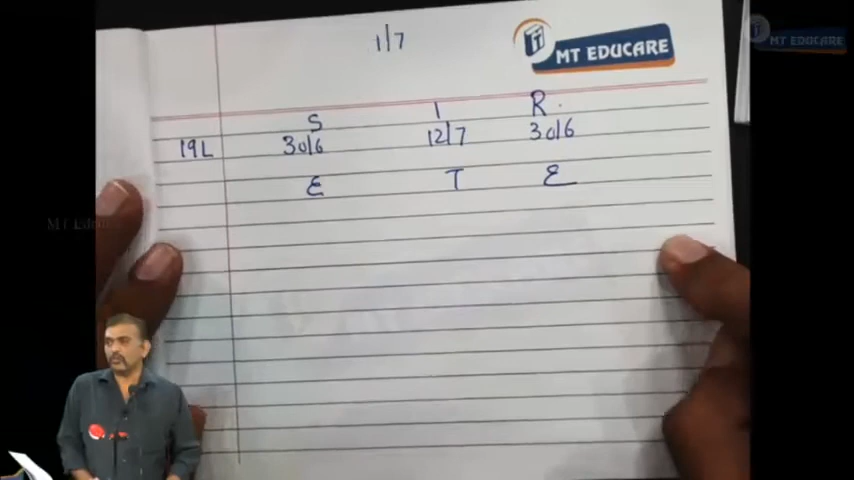 1/7
MT EDUCARE
MT EDUCARE
S I R.
19L 30/6 12/7 30/6
E T E